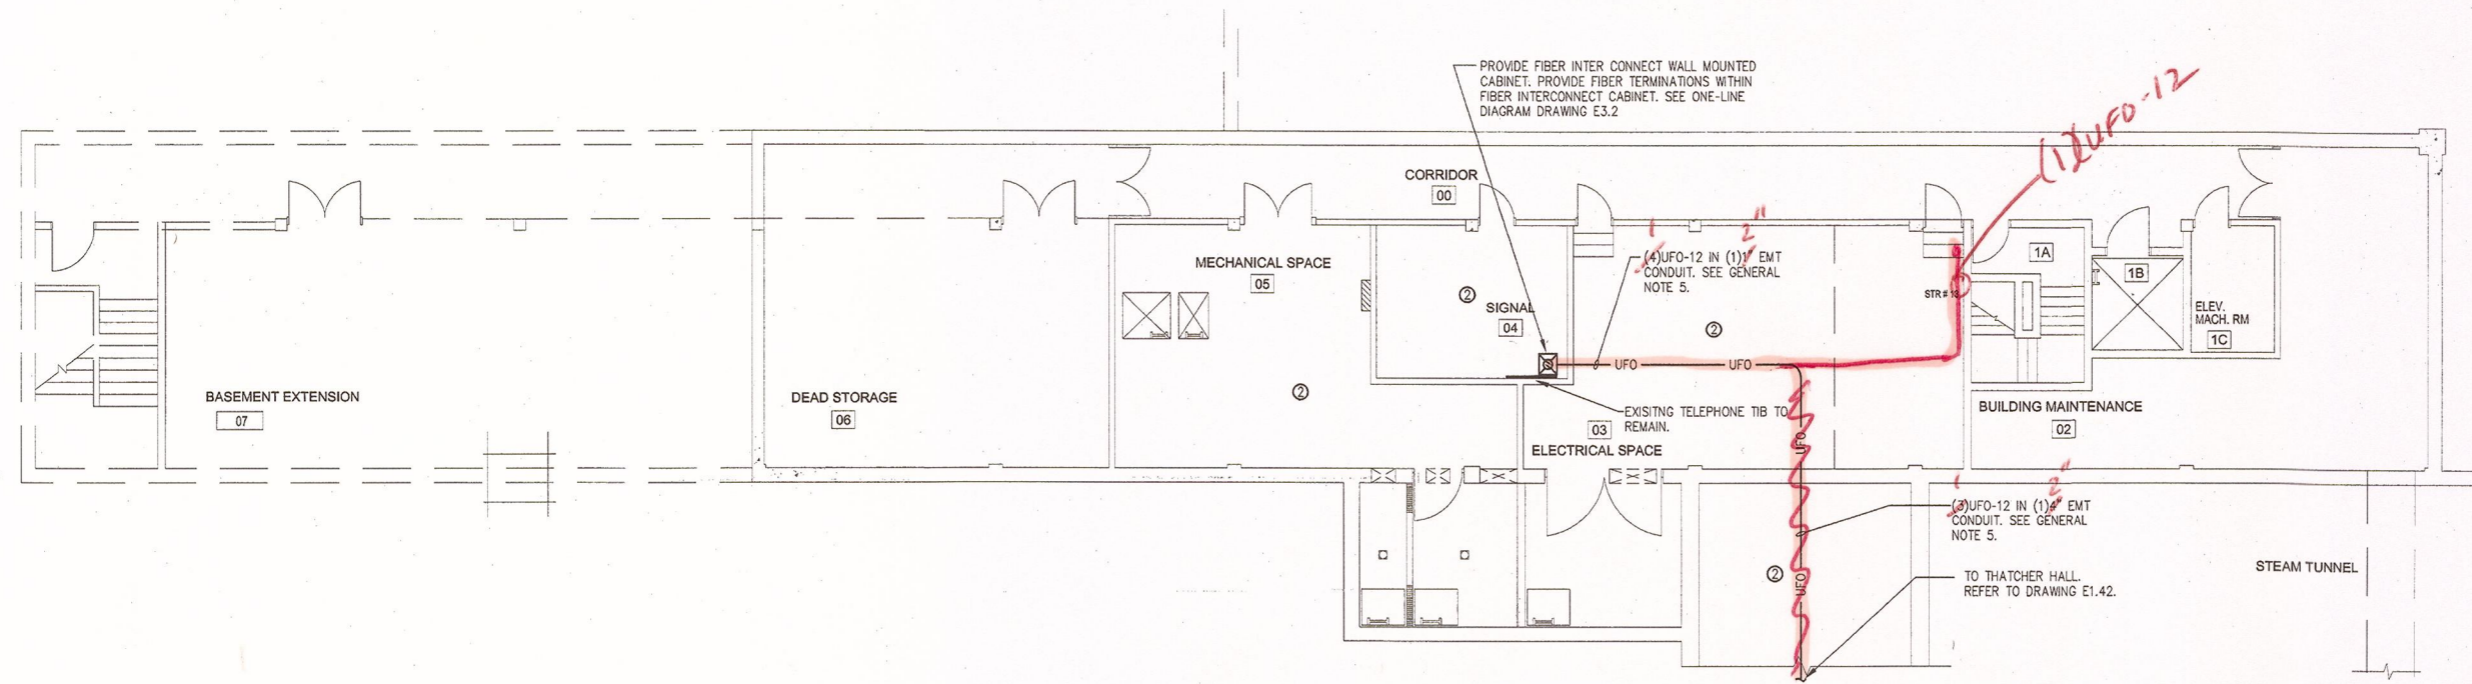 PROVIDE FIBER INTER CONNECT WALL MOUNTED
CABINET. PROVIDE FIBER TERMINATIONS WITHIN
FIBER INTERCONNECT CABINET. SEE ONE-LINE
DIAGRAM DRAWING E3.2
(1)UFO-12
CORRIDOR
00
1 2"
(4)UFO-12 IN (1)1" EMT
CONDUIT. SEE GENERAL
NOTE 5.
MECHANICAL SPACE
05
2
SIGNAL
04
2
STR# 13
1A
1B
ELEV.
MACH. RM
1C
UFO UFO
2
BASEMENT EXTENSION
07
DEAD STORAGE
06
EXISITNG TELEPHONE TIB TO
REMAIN.
03
ELECTRICAL SPACE
UFO
BUILDING MAINTENANCE
02
1 2"
(3)UFO-12 IN (1)4" EMT
CONDUIT. SEE GENERAL
NOTE 5.
2
UFO
TO THATCHER HALL.
REFER TO DRAWING E1.42.
STEAM TUNNEL